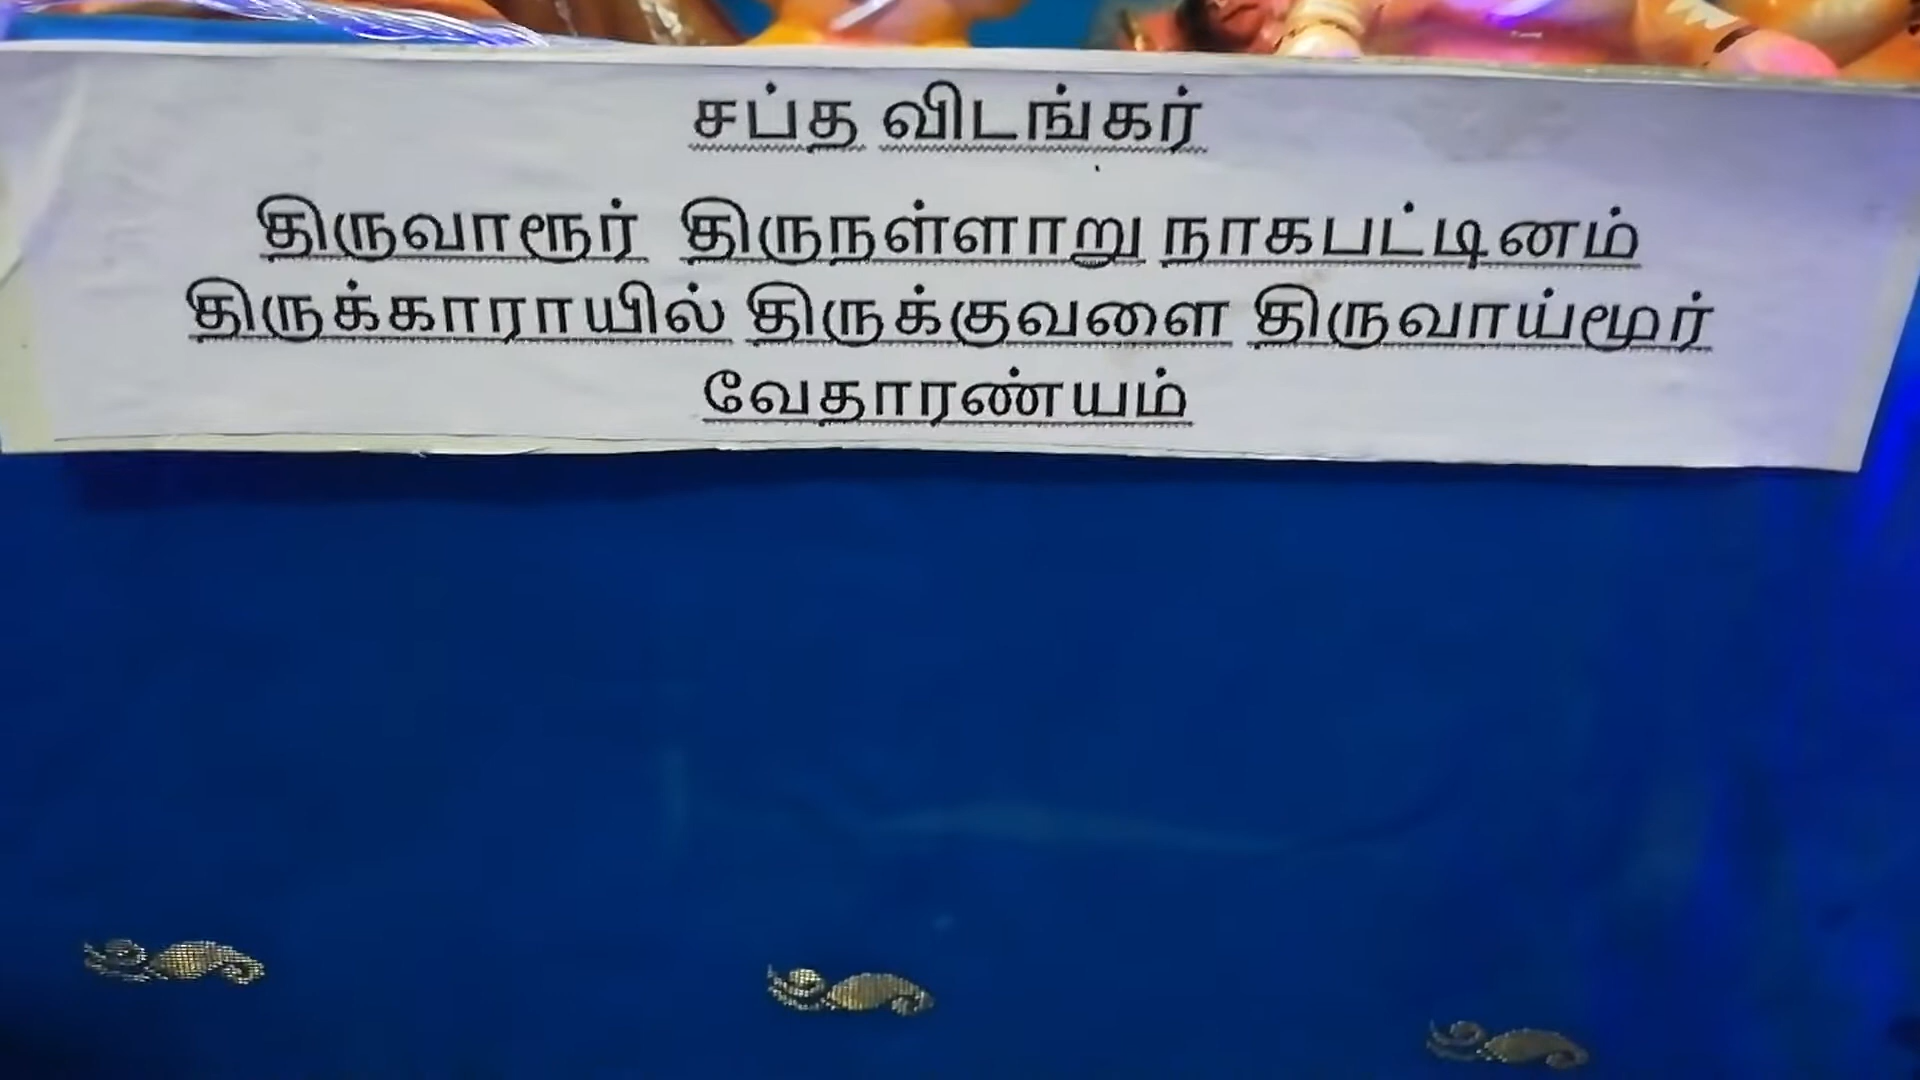 சப்த விடங்கர்
திருவாரூர் திருநள்ளாறு நாகபட்டினம்
திருக்காராயில் திருக்குவளை திருவாய்மூர்
வேதாரண்யம்